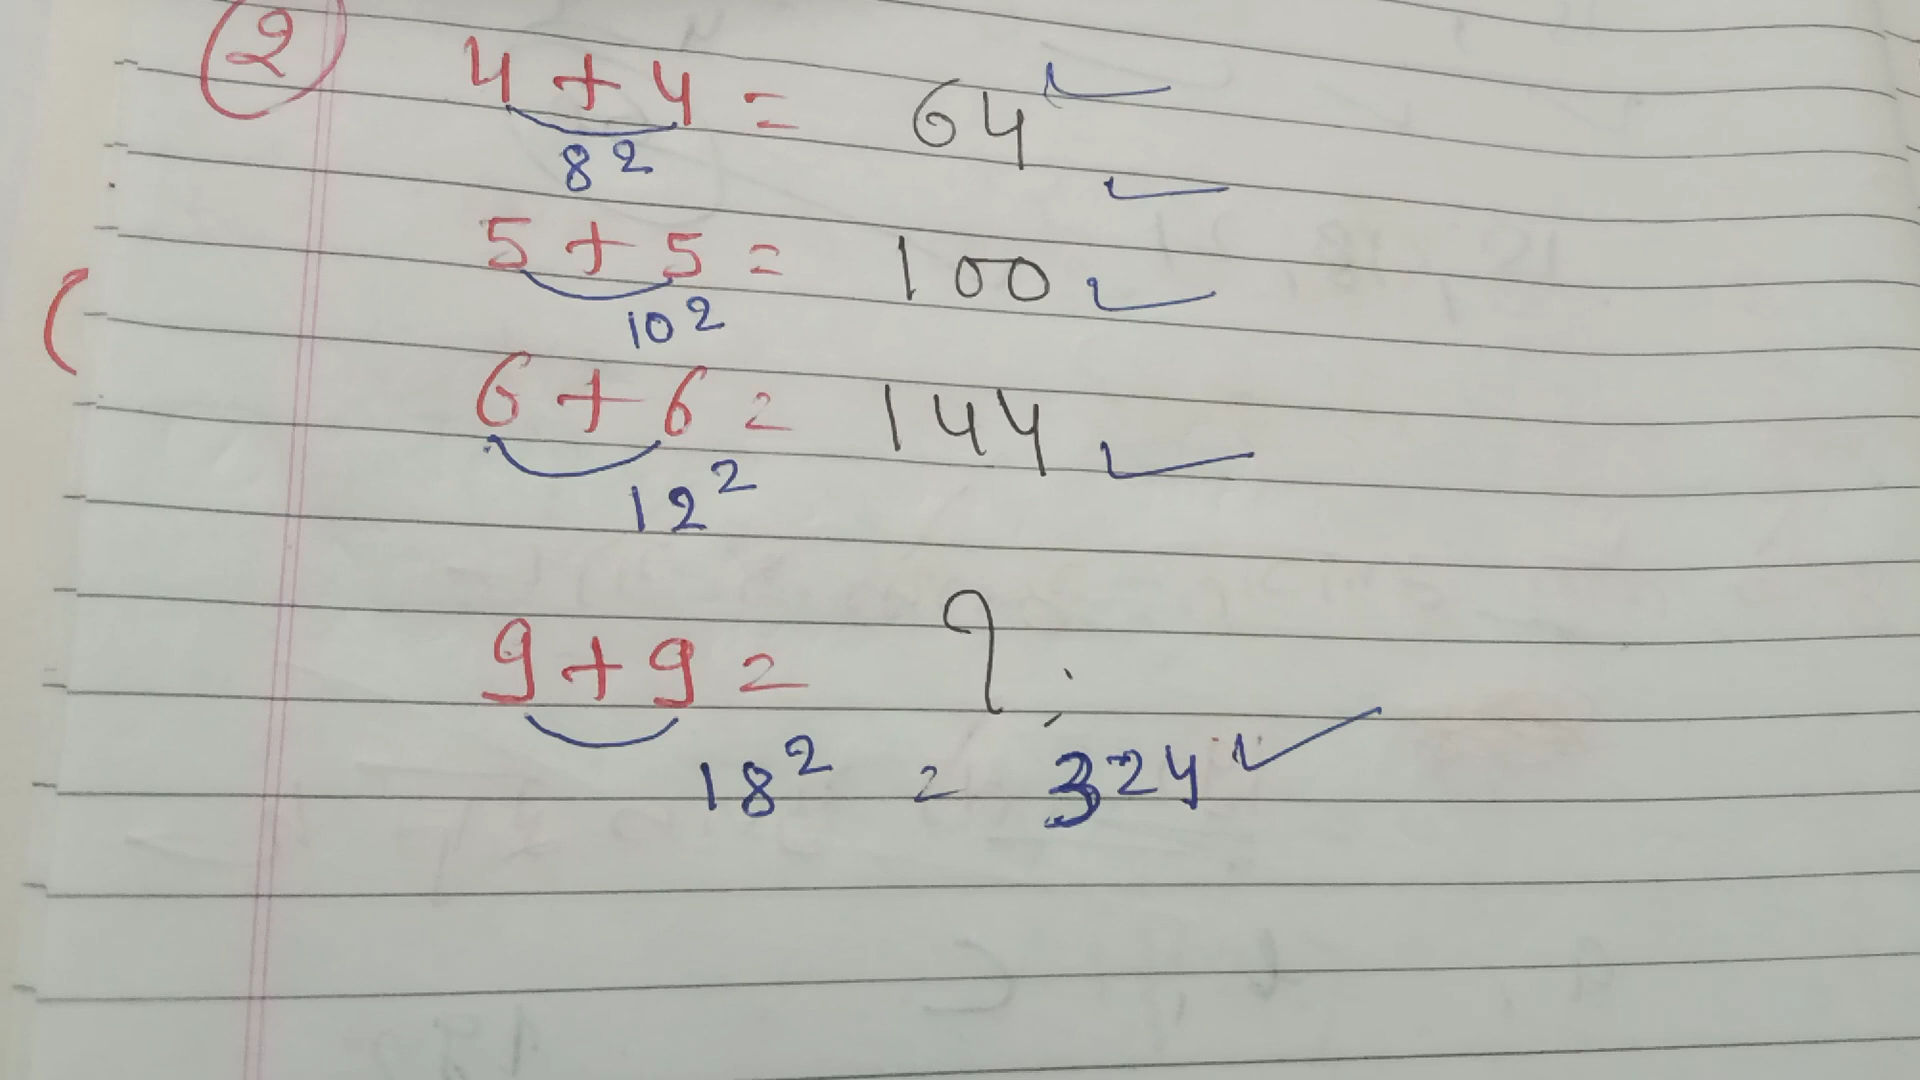 2 4 + 4 = 64
8²
5 + 5 = 100
10²
6 + 6 = 144
12²
9 + 9 = ?
18² = 324